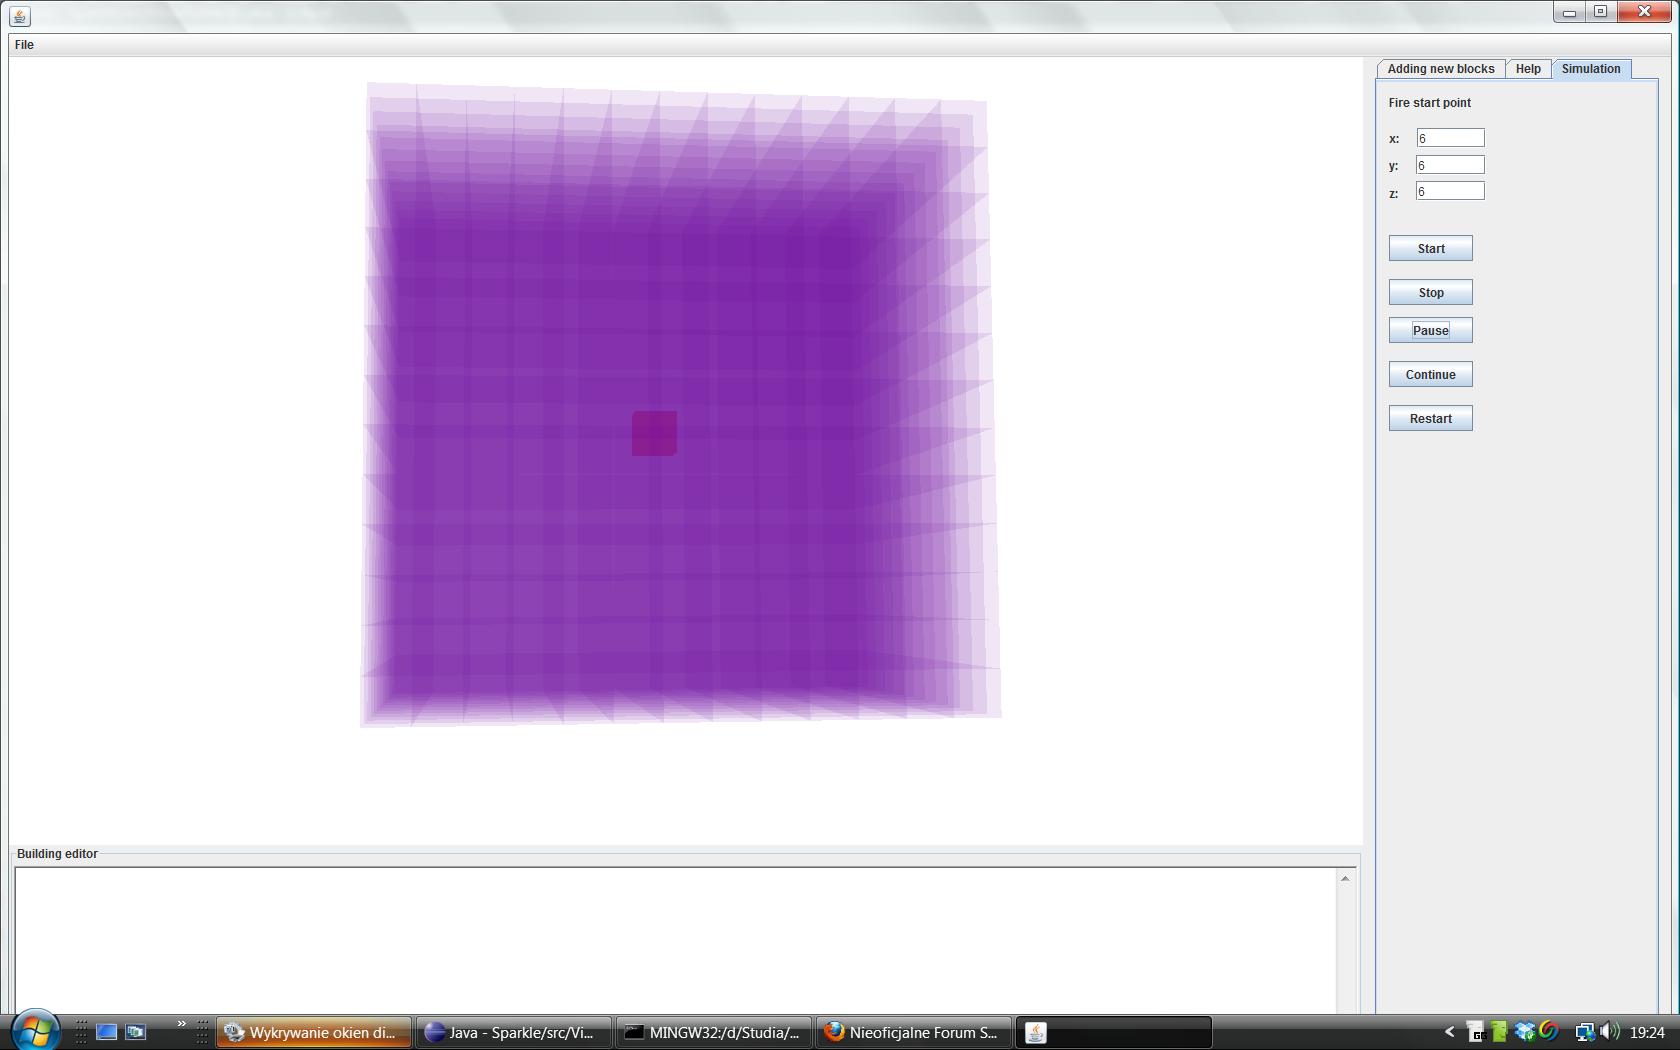 File
Adding new blocks
Help
Simulation
Fire start point
x: 6
y: 6
z: 6
Start
Stop
Pause
Continue
Restart
Building editor
»
Wykrywanie okien di...
Java - Sparkle/src/Vi...
MINGW32:/d/Studia/...
Nieoficjalne Forum S...
<
19:24